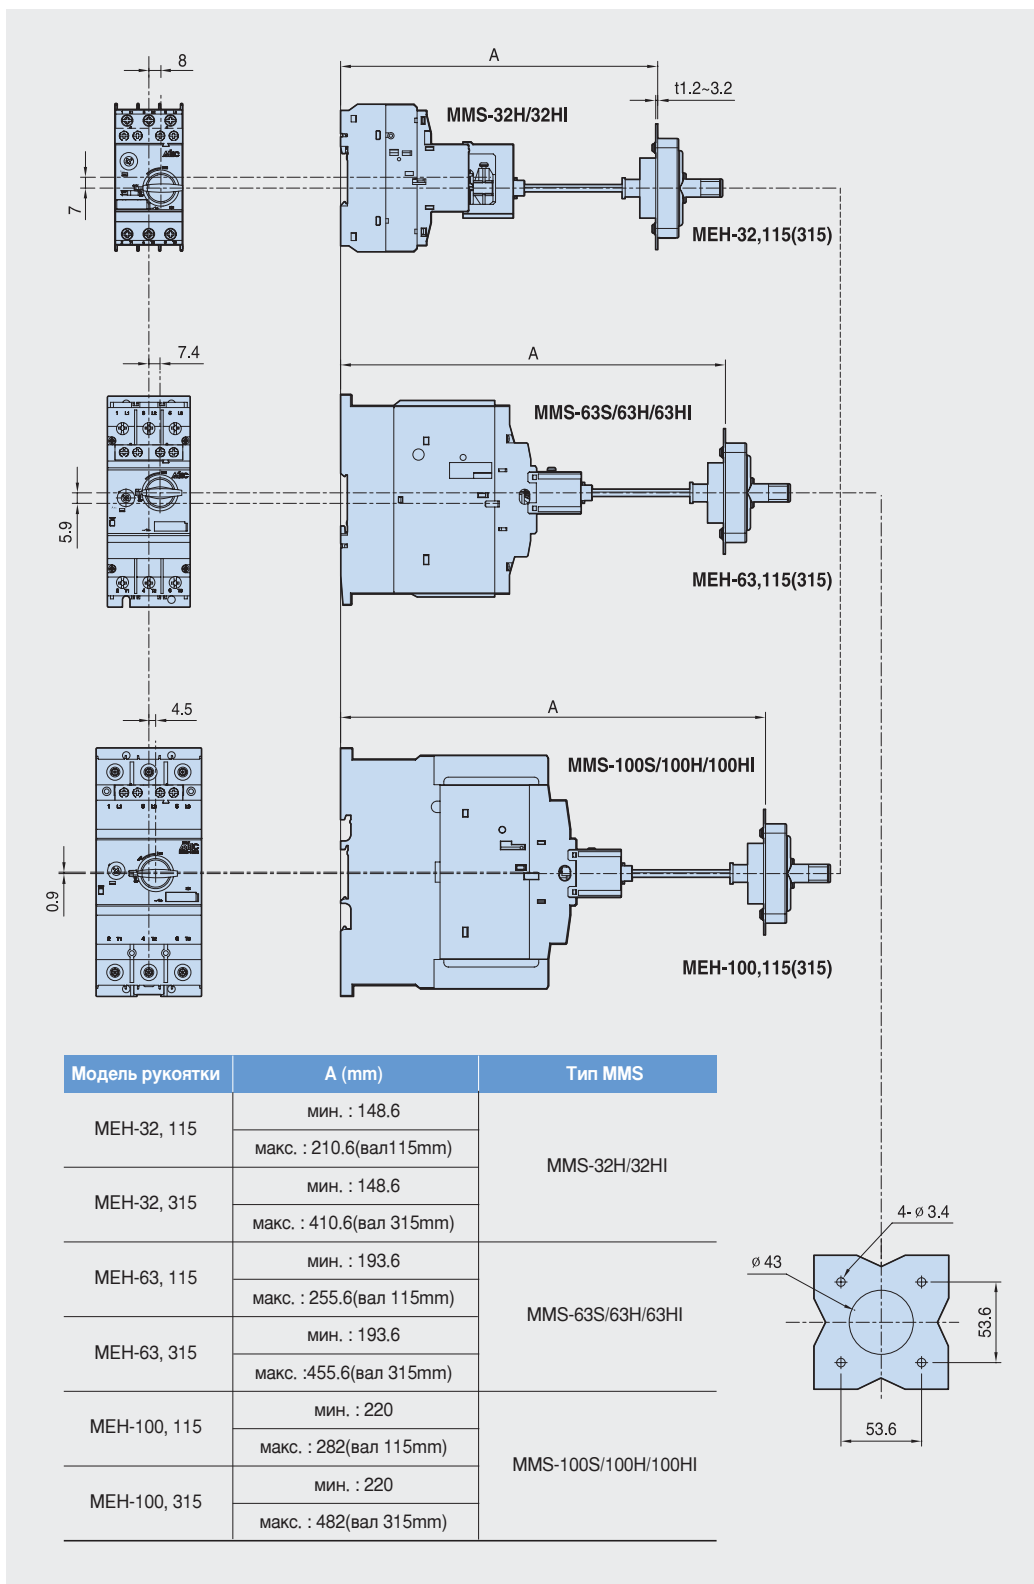 8
A
t1.2~3.2
MMS-32H/32HI
7
MEH-32,115(315)
7.4
A
MMS-63S/63H/63HI
5.9
MEH-63,115(315)
4.5
A
MMS-100S/100H/100HI
0.9
MEH-100,115(315)
Модель рукоятки A (mm) Тип MMS
MEH-32, 115 мин. : 148.6
макс. : 210.6(вал115mm)
MMS-32H/32HI
MEH-32, 315 мин. : 148.6
макс. : 410.6(вал 315mm)
MEH-63, 115 мин. : 193.6
макс. : 255.6(вал 115mm)
MMS-63S/63H/63HI
MEH-63, 315 мин. : 193.6
макс. :455.6(вал 315mm)
MEH-100, 115 мин. : 220
макс. : 282(вал 115mm)
MMS-100S/100H/100HI
MEH-100, 315 мин. : 220
макс. : 482(вал 315mm)
4- ø 3.4
ø 43
53.6
53.6